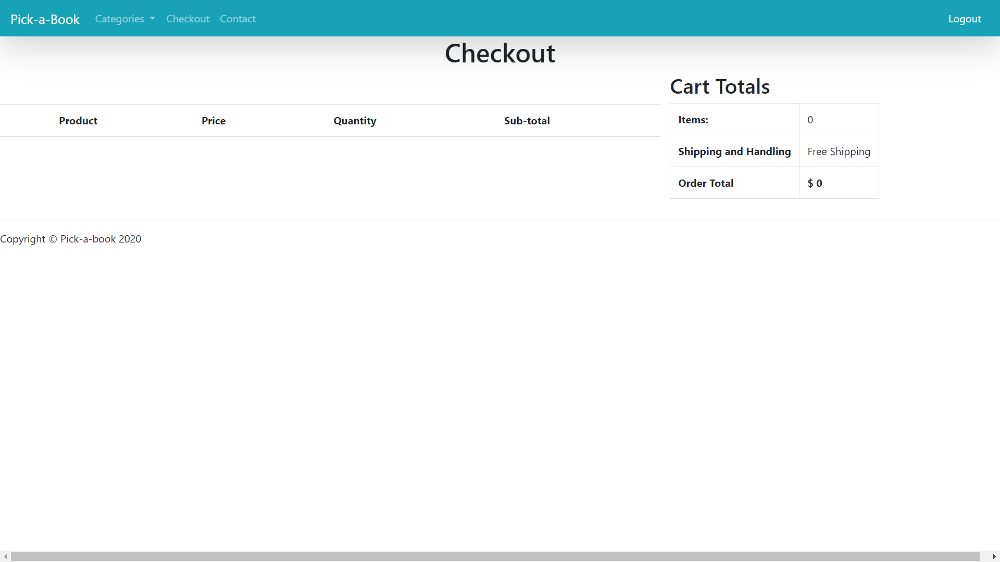 Pick-a-Book Categories Checkout Contact Logout
Checkout
Cart Totals
Product Price Quantity Sub-total
Items: 0
Shipping and Handling Free Shipping
Order Total $ 0
Copyright © Pick-a-book 2020